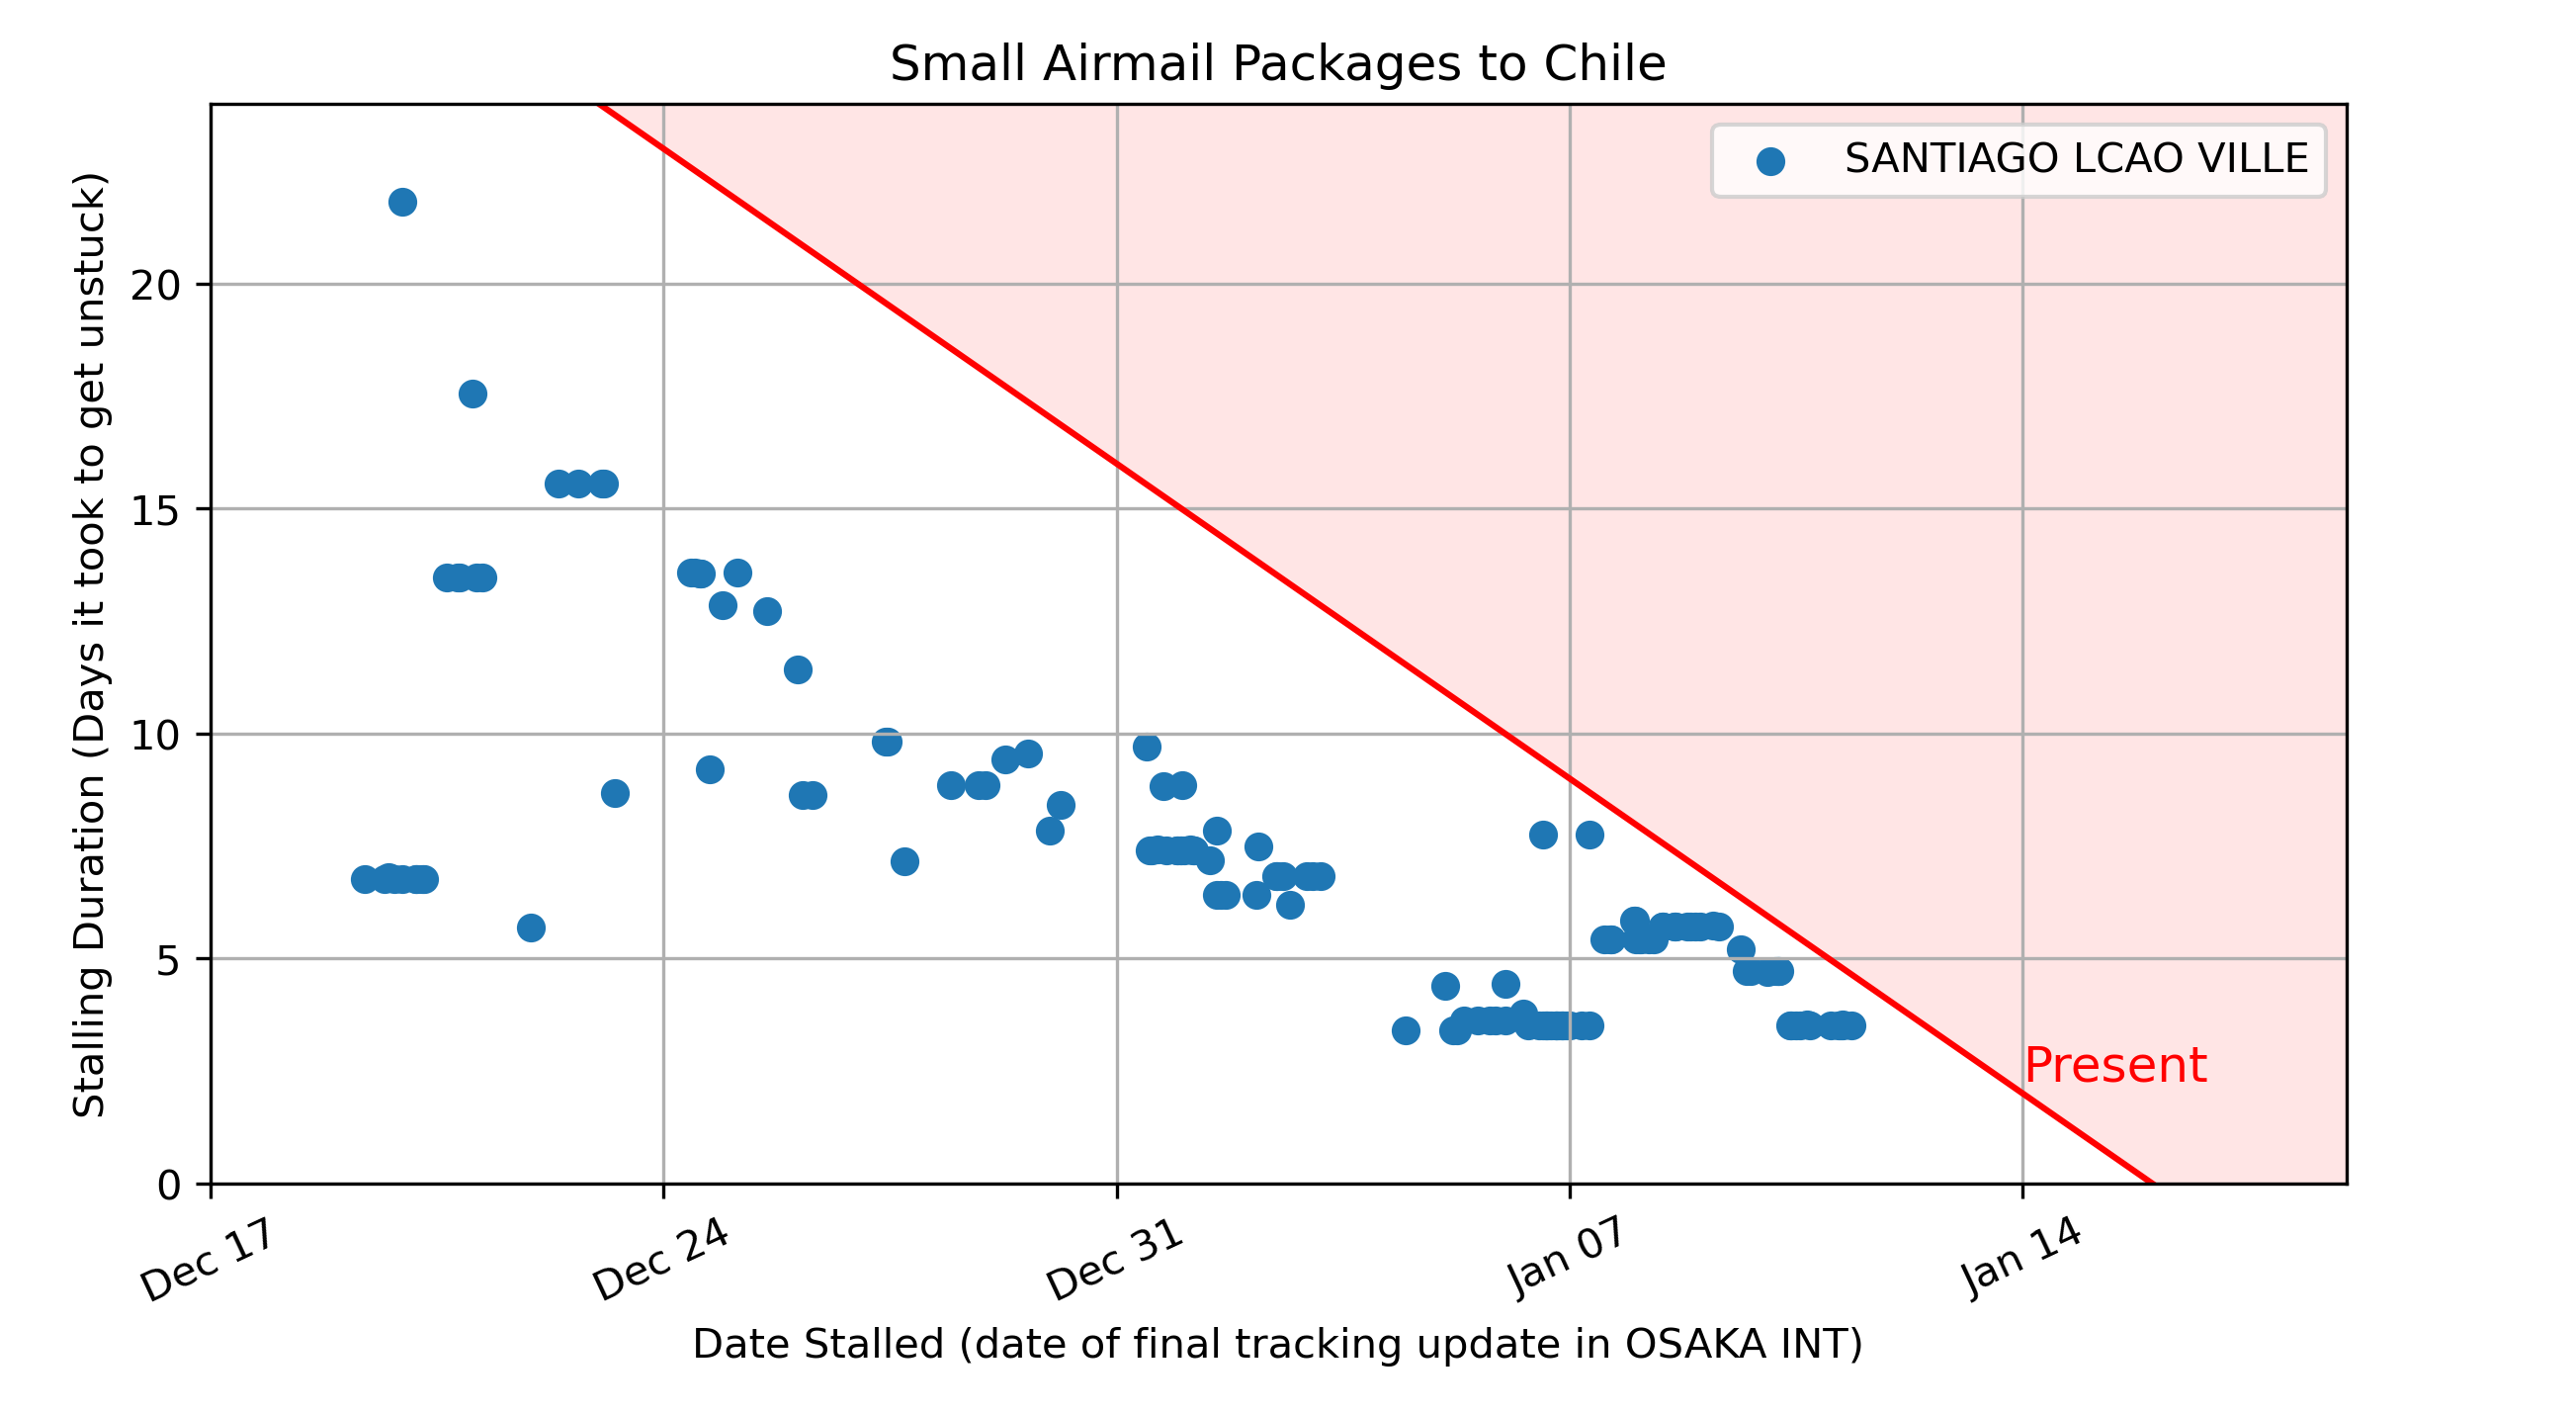 Small Airmail Packages to Chile
SANTIAGO LCAO VILLE
Stalling Duration (Days it took to get unstuck)
20
15
10
5
0
Present
Dec 17
Dec 24
Dec 31
Jan 07
Jan 14
Date Stalled (date of final tracking update in OSAKA INT)